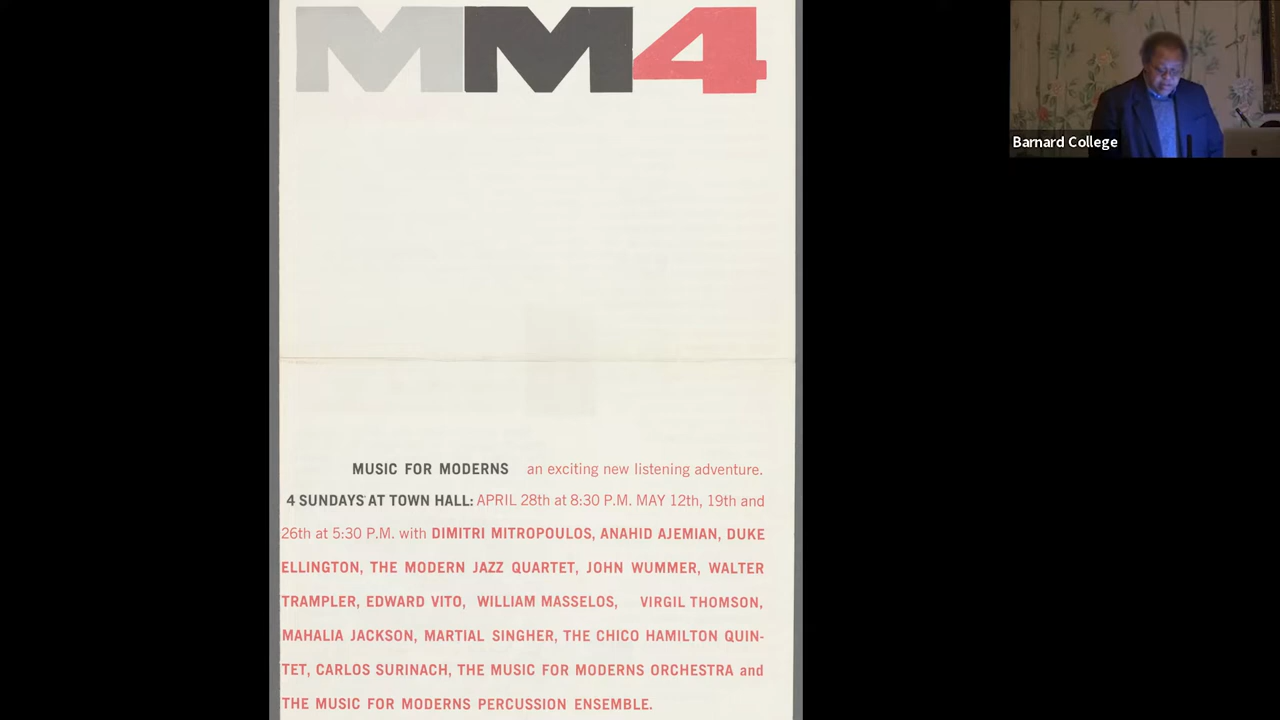 MM4
MUSIC FOR MODERNS an exciting new listening adventure.
4 SUNDAYS AT TOWN HALL: APRIL 28th at 8:30 P.M. MAY 12th, 19th and
26th at 5:30 P.M. with DIMITRI MITROPOULOS, ANAHID AJEMIAN, DUKE
ELLINGTON, THE MODERN JAZZ QUARTET, JOHN WUMMER, WALTER
TRAMPLER, EDWARD VITO, WILLIAM MASSELOS, VIRGIL THOMSON,
MAHALIA JACKSON, MARTIAL SINGHER, THE CHICO HAMILTON QUIN-
TET, CARLOS SURINACH, THE MUSIC FOR MODERNS ORCHESTRA and
THE MUSIC FOR MODERNS PERCUSSION ENSEMBLE.
Barnard College